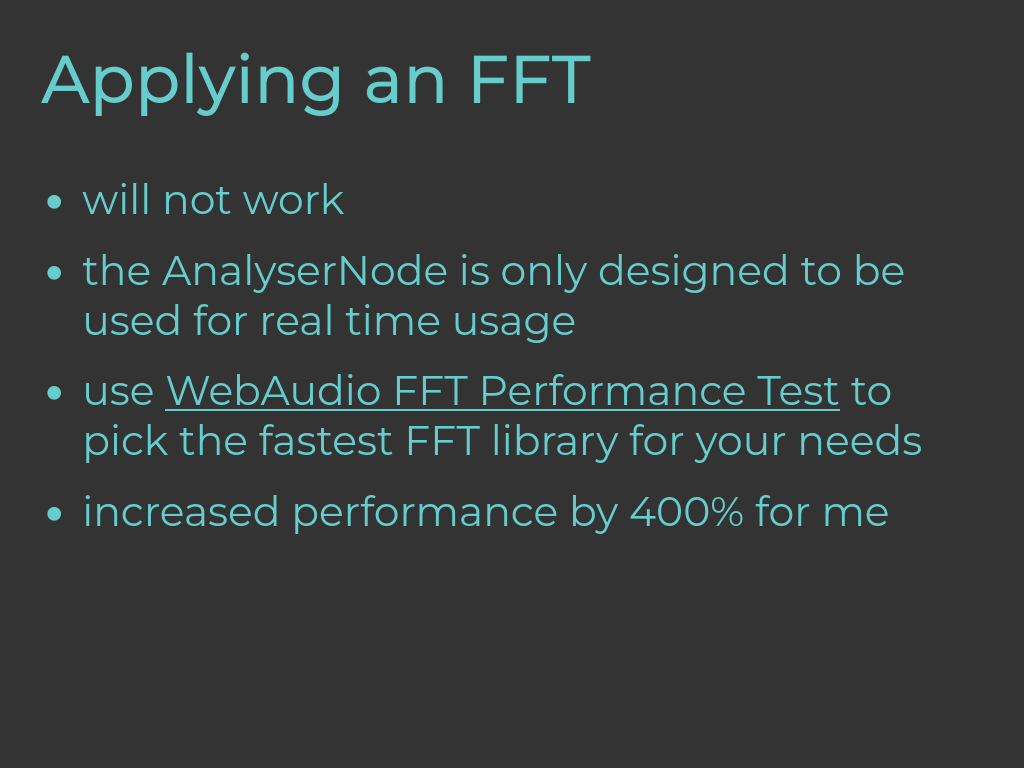 Applying an FFT
• will not work
• the AnalyserNode is only designed to be
used for real time usage
• use WebAudio FFT Performance Test to
pick the fastest FFT library for your needs
• increased performance by 400% for me